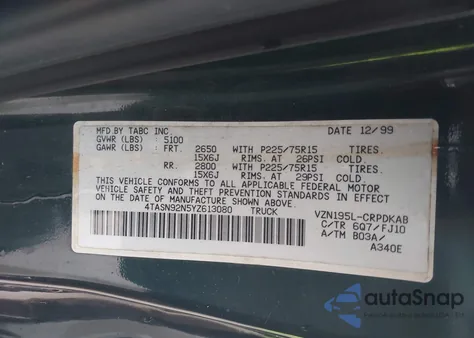 MFD BY TABC INC. DATE 12/99
GVWR (LBS) 5100
GAWR (LBS) FRT. 2650 WITH P225/75R15 TIRES.
15X6J RIMS. AT 26PSI COLD.
RR. 2800 WITH P225/75R15 TIRES.
15X6J RIMS. AT 29PSI COLD.
THIS VEHICLE CONFORMS TO ALL APPLICABLE FEDERAL MOTOR
VEHICLE SAFETY AND THEFT PREVENTION STANDARDS IN EFFECT
ON THE DATE OF MANUFACTURE SHOWN ABOVE.
4TASN92N5YZ613080 TRUCK
VZN195L-CRPDKAB
C/TR 6Q7/FJ10
A/TM B03A/
A340E
autoSnap